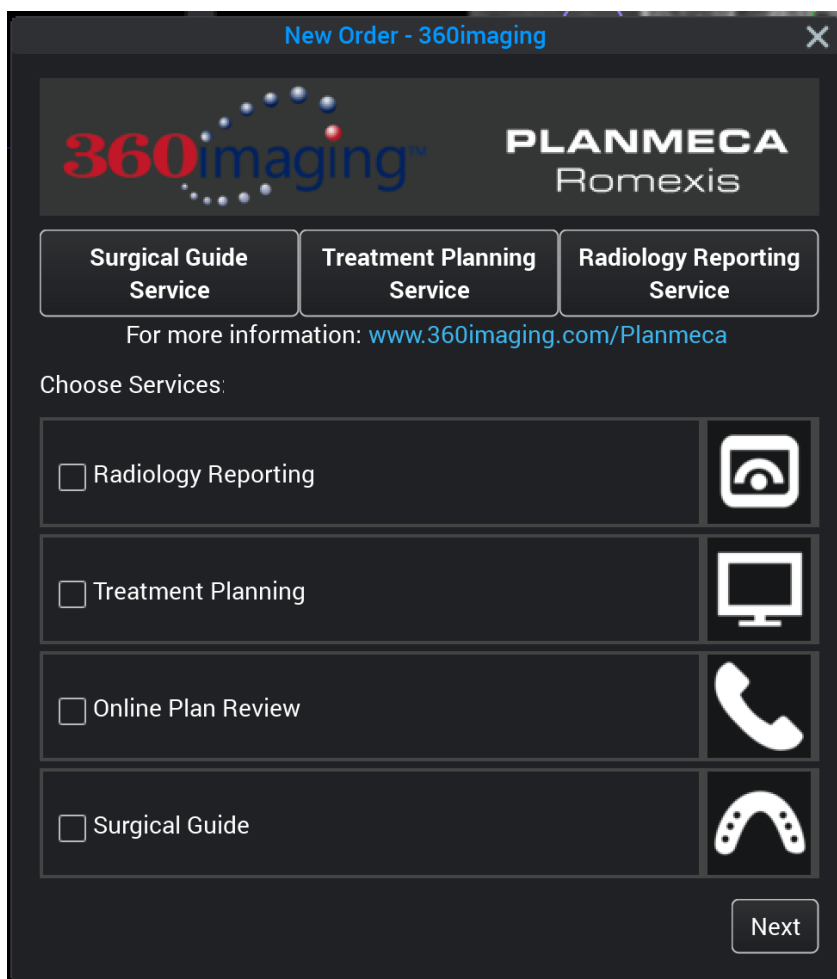 New Order - 360imaging
360imaging™
PLANMECA
Romexis
Surgical Guide
Service
Treatment Planning
Service
Radiology Reporting
Service
For more information: www.360imaging.com/Planmeca
Choose Services:
Radiology Reporting
Treatment Planning
Online Plan Review
Surgical Guide
Next